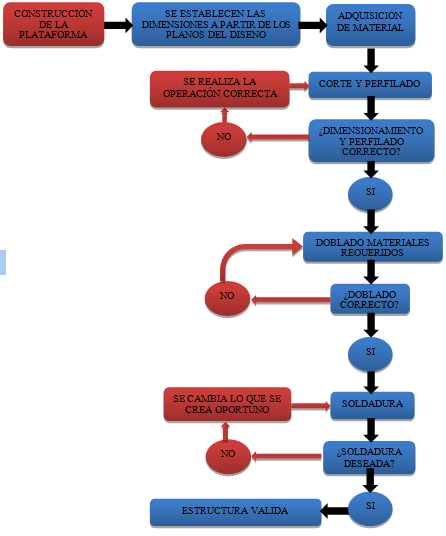 CONSTRUCCIÓN
DE LA
PLATAFORMA
SE ESTABLECEN LAS
DIMENSIONES A PARTIR DE LOS
PLANOS DEL DISENO
ADQUISICIÓN
DE MATERIAL
SE REALIZA LA
OPERACIÓN CORRECTA
CORTE Y PERFILADO
NO
¿DIMENSIONAMIENTO
Y PERFILADO
CORRECTO?
SI
DOBLADO MATERIALES
REQUERIDOS
NO
¿DOBLADO
CORRECTO?
SI
SE CAMBIA LO QUE SE
CREA OPORTUNO
SOLDADURA
NO
¿SOLDADURA
DESEADA?
ESTRUCTURA VALIDA
SI